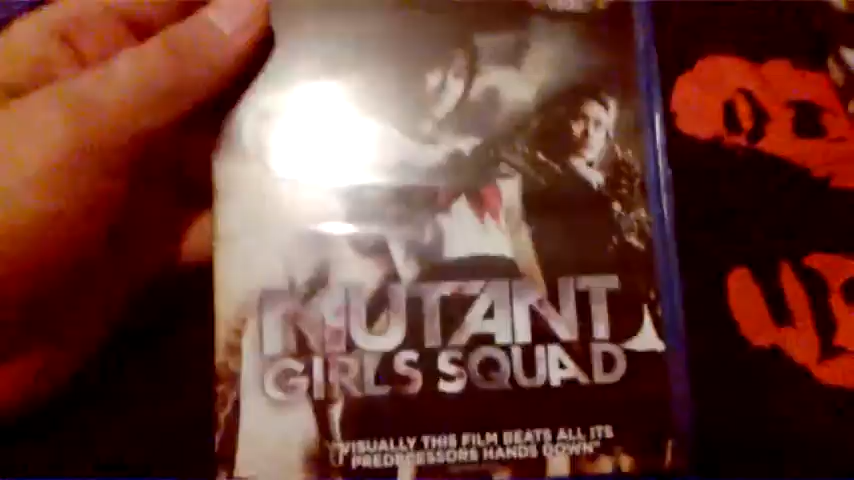 MUTANT
GIRLS SQUAD
"VISUALLY THIS FILM BEATS ALL ITS
PREDECESSORS HANDS DOWN"